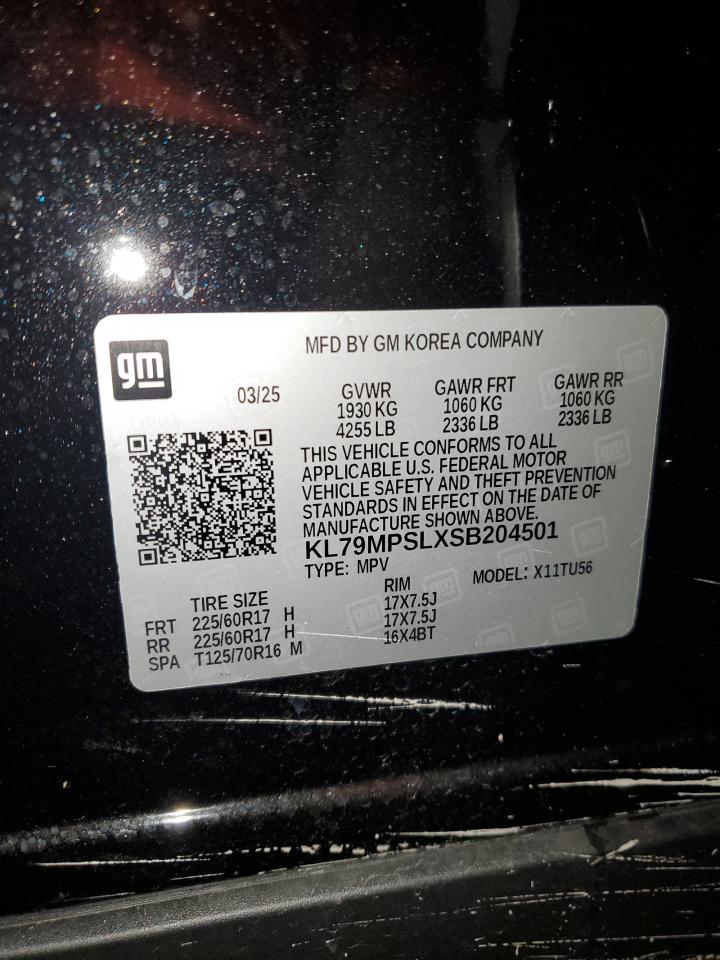 gm
MFD BY GM KOREA COMPANY
03/25
GVWR GAWR FRT GAWR RR
1930 KG 1060 KG 1060 KG
4255 LB 2336 LB 2336 LB
THIS VEHICLE CONFORMS TO ALL
APPLICABLE U.S. FEDERAL MOTOR
VEHICLE SAFETY AND THEFT PREVENTION
STANDARDS IN EFFECT ON THE DATE OF
MANUFACTURE SHOWN ABOVE.
KL79MPSLXSB204501
TYPE: MPV MODEL: X11TU56
TIRE SIZE RIM
FRT 225/60R17 H 17X7.5J
RR 225/60R17 H 17X7.5J
SPA T125/70R16 M 16X4BT